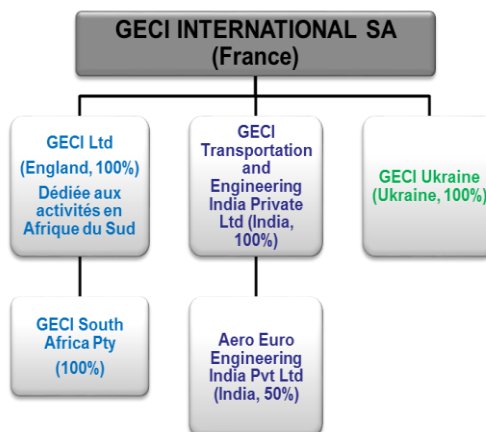 GECI INTERNATIONAL SA
(France)
GECI Ltd
(England, 100%)
Dédiée aux
activités en
Afrique du Sud
GECI
Transportation
and
Engineering
India Private
Ltd (India,
100%)
GECI Ukraine
(Ukraine, 100%)
GECI South
Africa Pty
(100%)
Aero Euro
Engineering
India Pvt Ltd
(India, 50%)